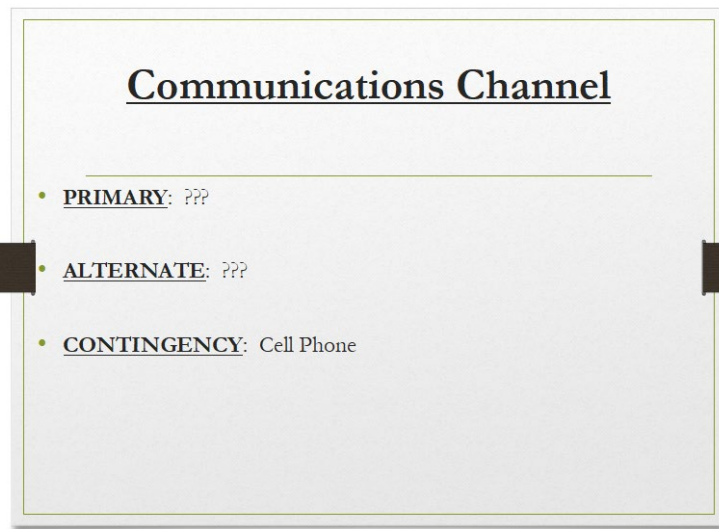 Communications Channel
• PRIMARY: ???
• ALTERNATE: ???
• CONTINGENCY: Cell Phone